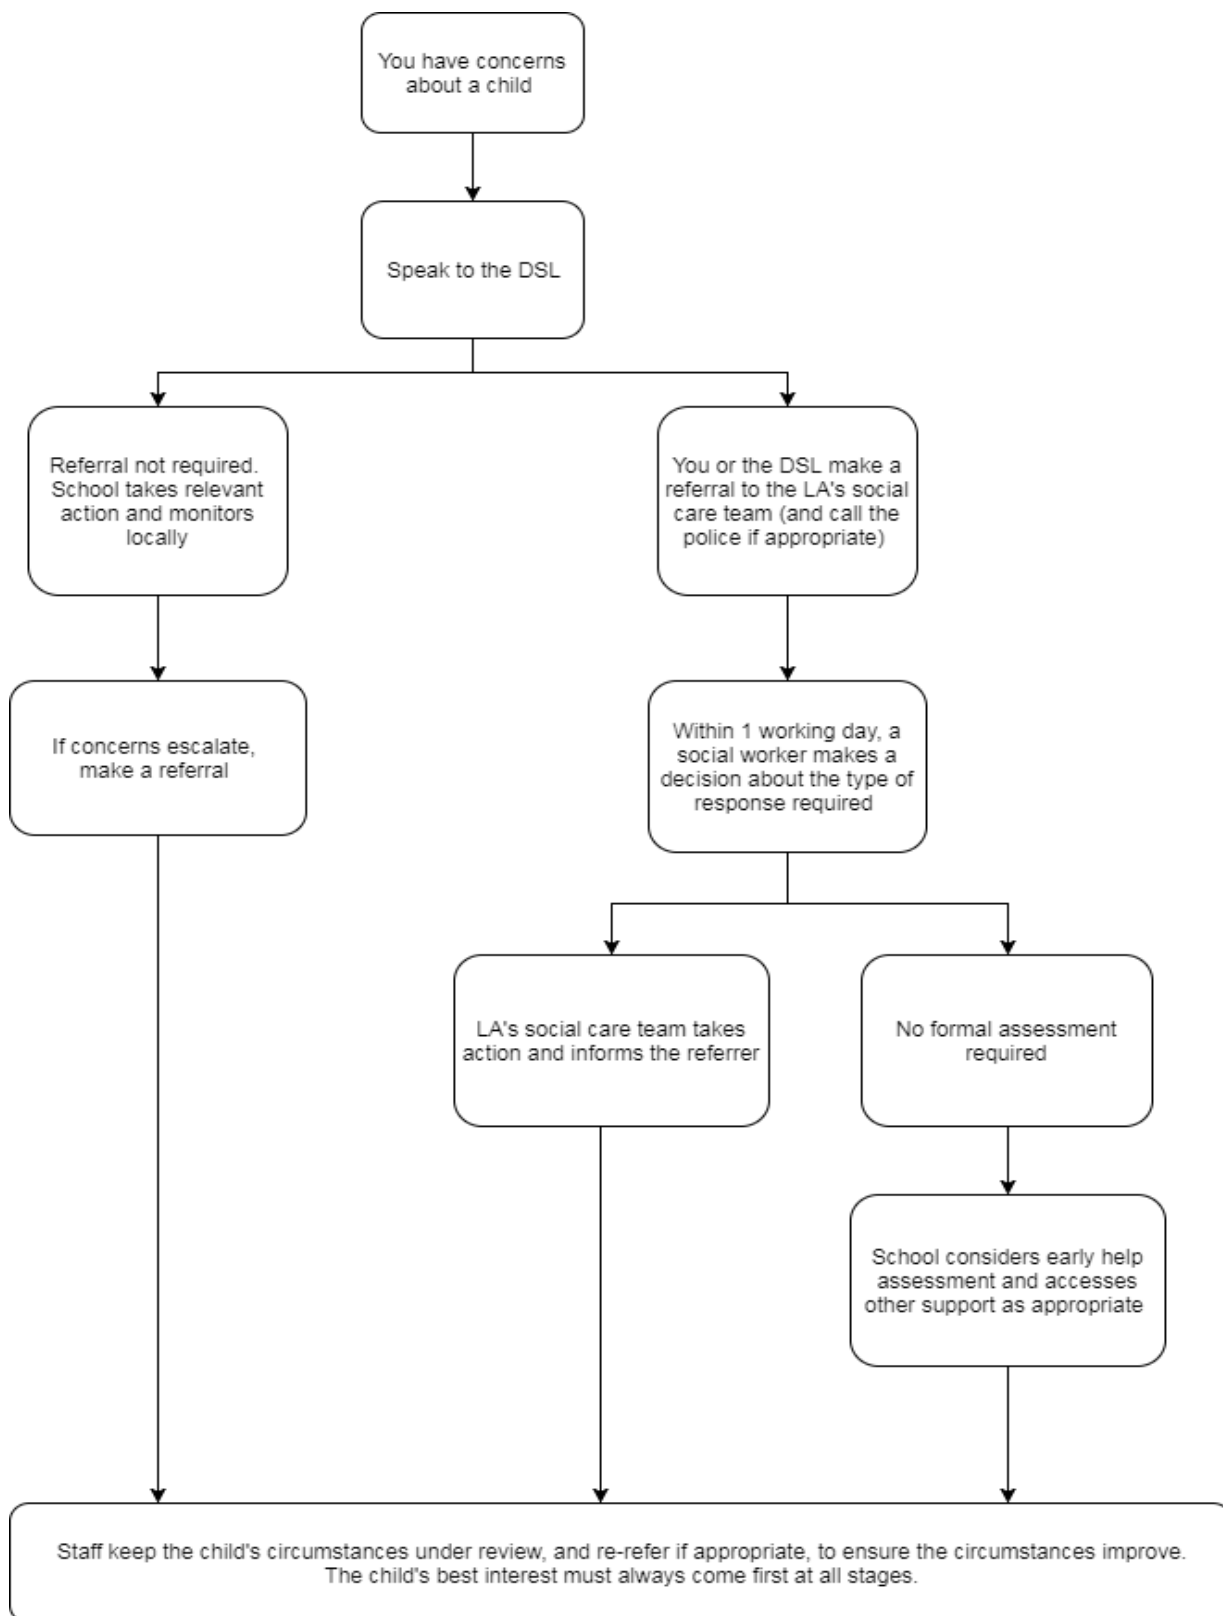 You have concerns
about a child
Speak to the DSL
Referral not required.
School takes relevant
action and monitors
locally
You or the DSL make a
referral to the LA's social
care team (and call the
police if appropriate)
If concerns escalate,
make a referral
Within 1 working day, a
social worker makes a
decision about the type of
response required
LA's social care team takes
action and informs the referrer
No formal assessment
required
School considers early help
assessment and accesses
other support as appropriate
Staff keep the child's circumstances under review, and re-refer if appropriate, to ensure the circumstances improve.
The child's best interest must always come first at all stages.